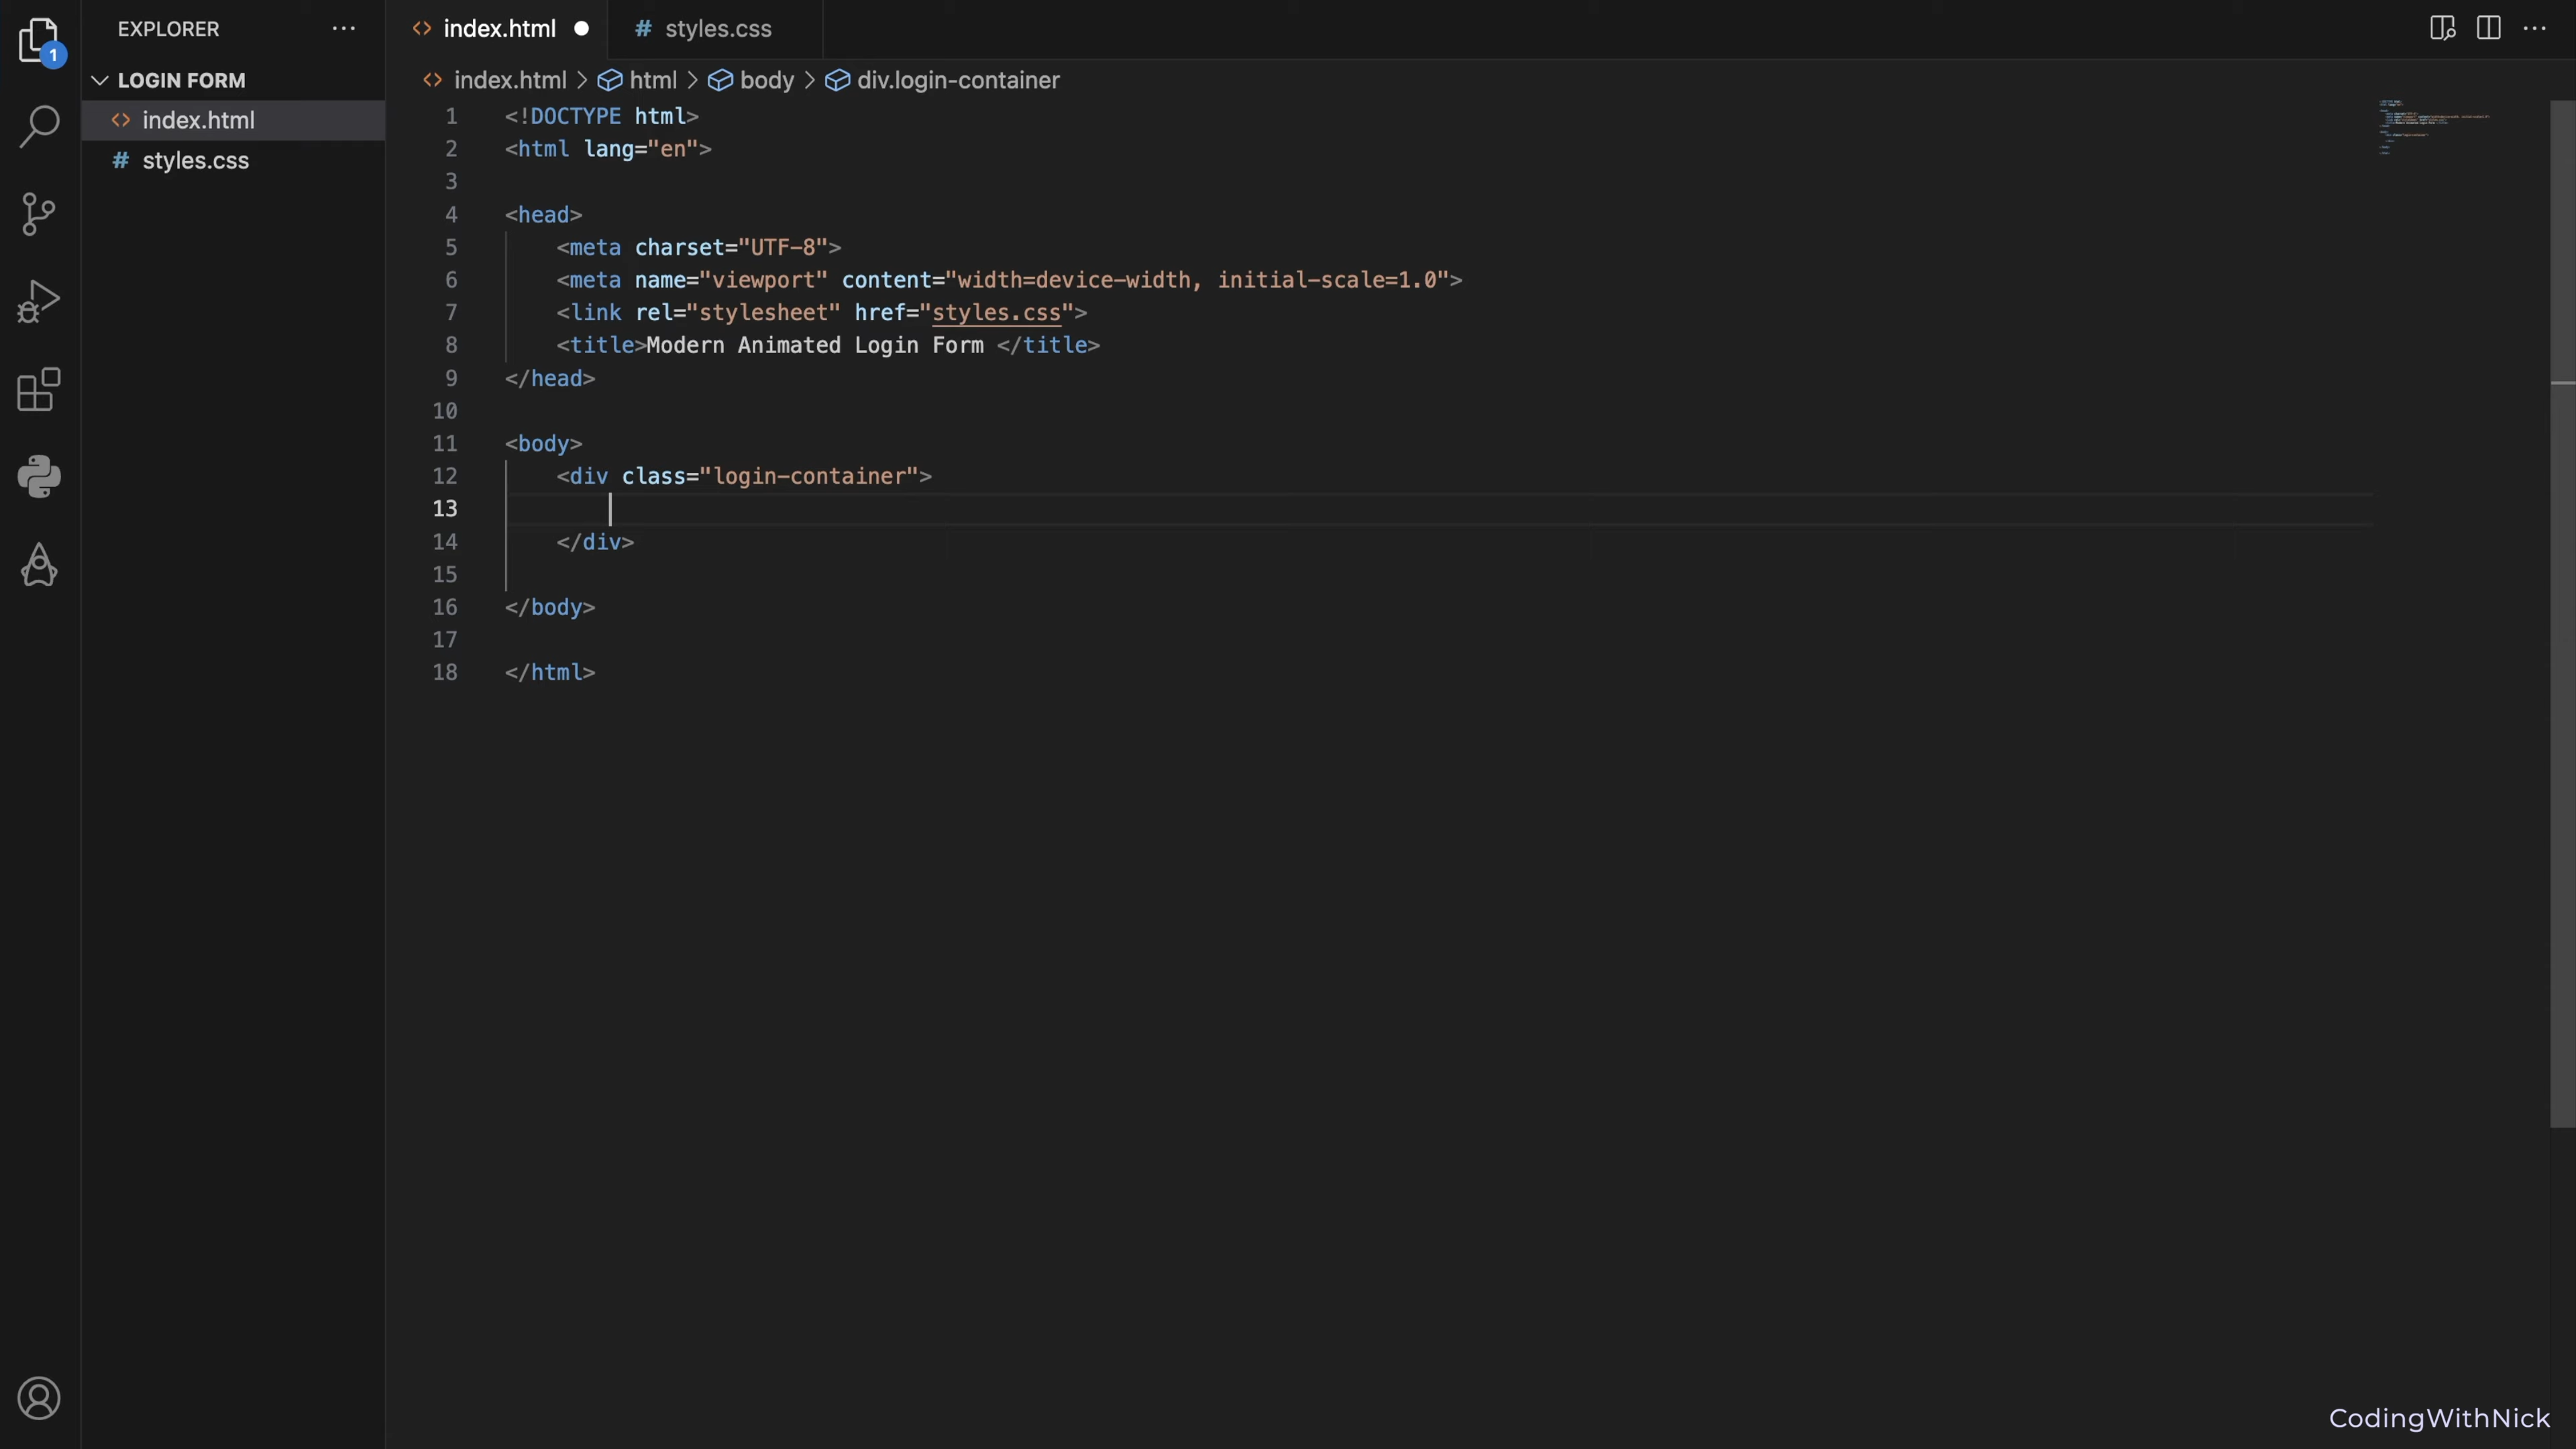 1
EXPLORER
LOGIN FORM
index.html
styles.css
index.html
styles.css
index.html > html > body > div.login-container
1 <!DOCTYPE html>
2 <html lang="en">
3
4 <head>
5 <meta charset="UTF-8">
6 <meta name="viewport" content="width=device-width, initial-scale=1.0">
7 <link rel="stylesheet" href="styles.css">
8 <title>Modern Animated Login Form </title>
9 </head>
10
11 <body>
12 <div class="login-container">
13
14 </div>
15
16 </body>
17
18 </html>
CodingWithNick